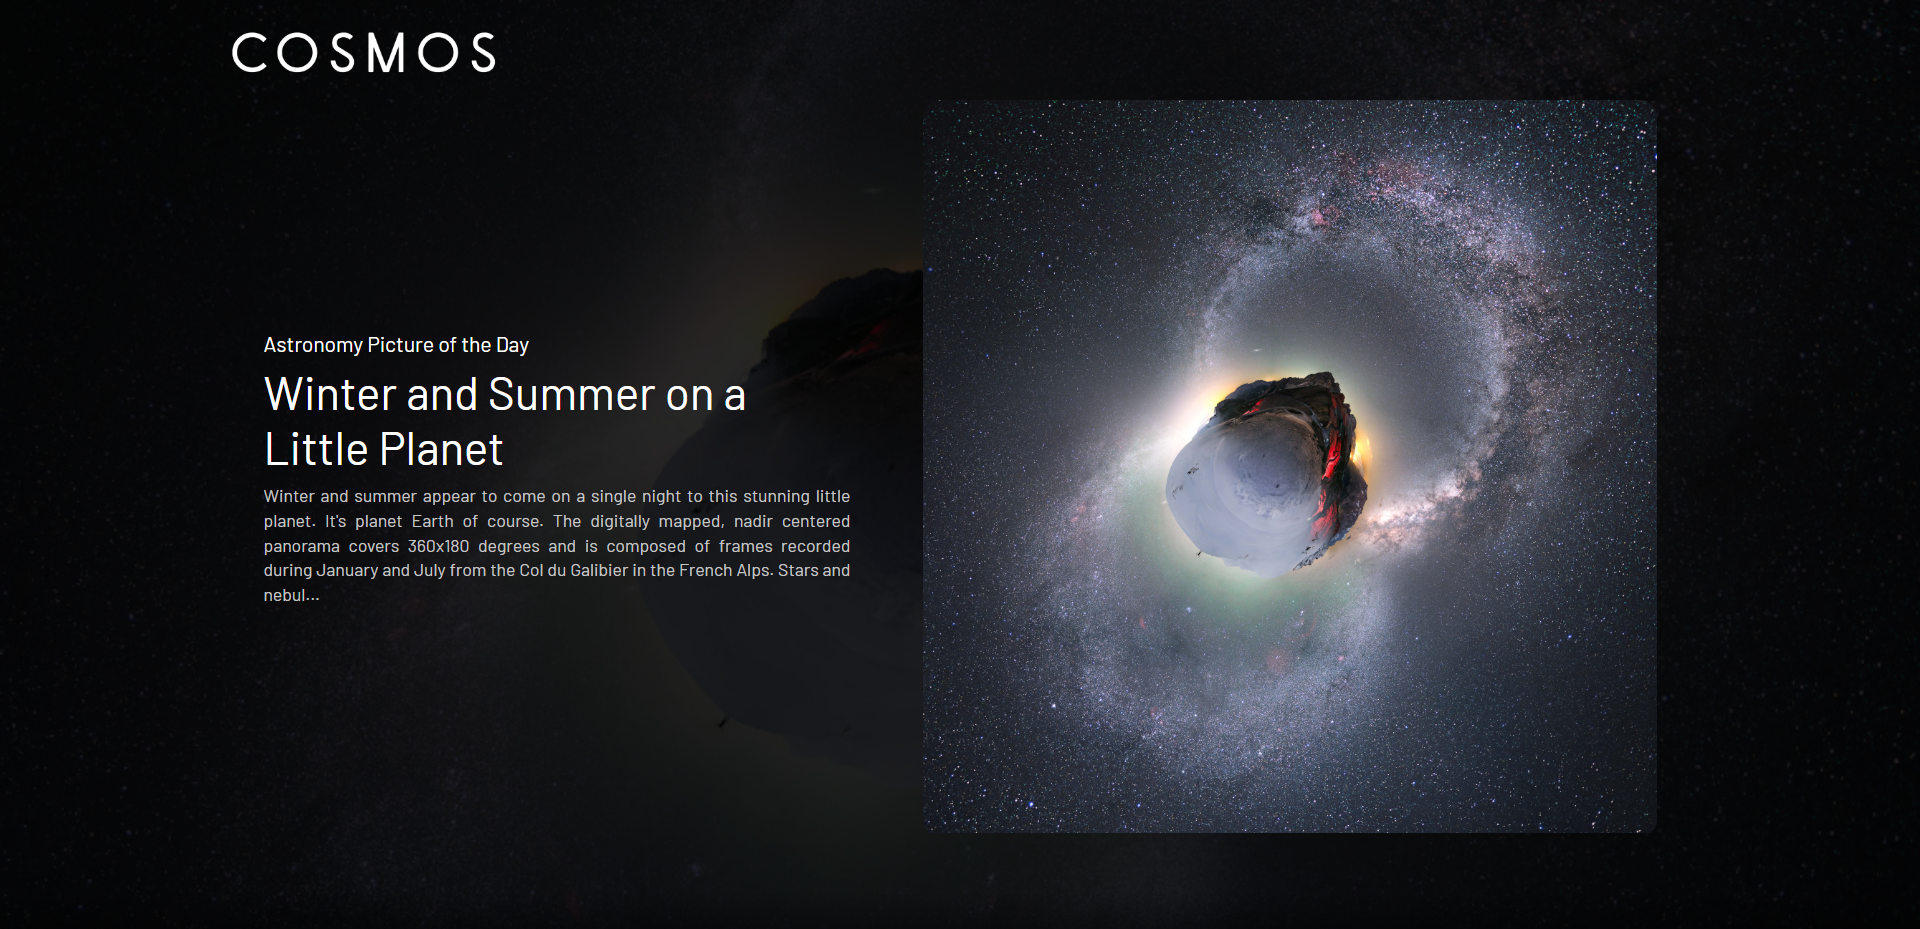 COSMOS
Astronomy Picture of the Day
Winter and Summer on a
Little Planet
Winter and summer appear to come on a single night to this stunning little
planet. It's planet Earth of course. The digitally mapped, nadir centered
panorama covers 360x180 degrees and is composed of frames recorded
during January and July from the Col du Galibier in the French Alps. Stars and
nebul...